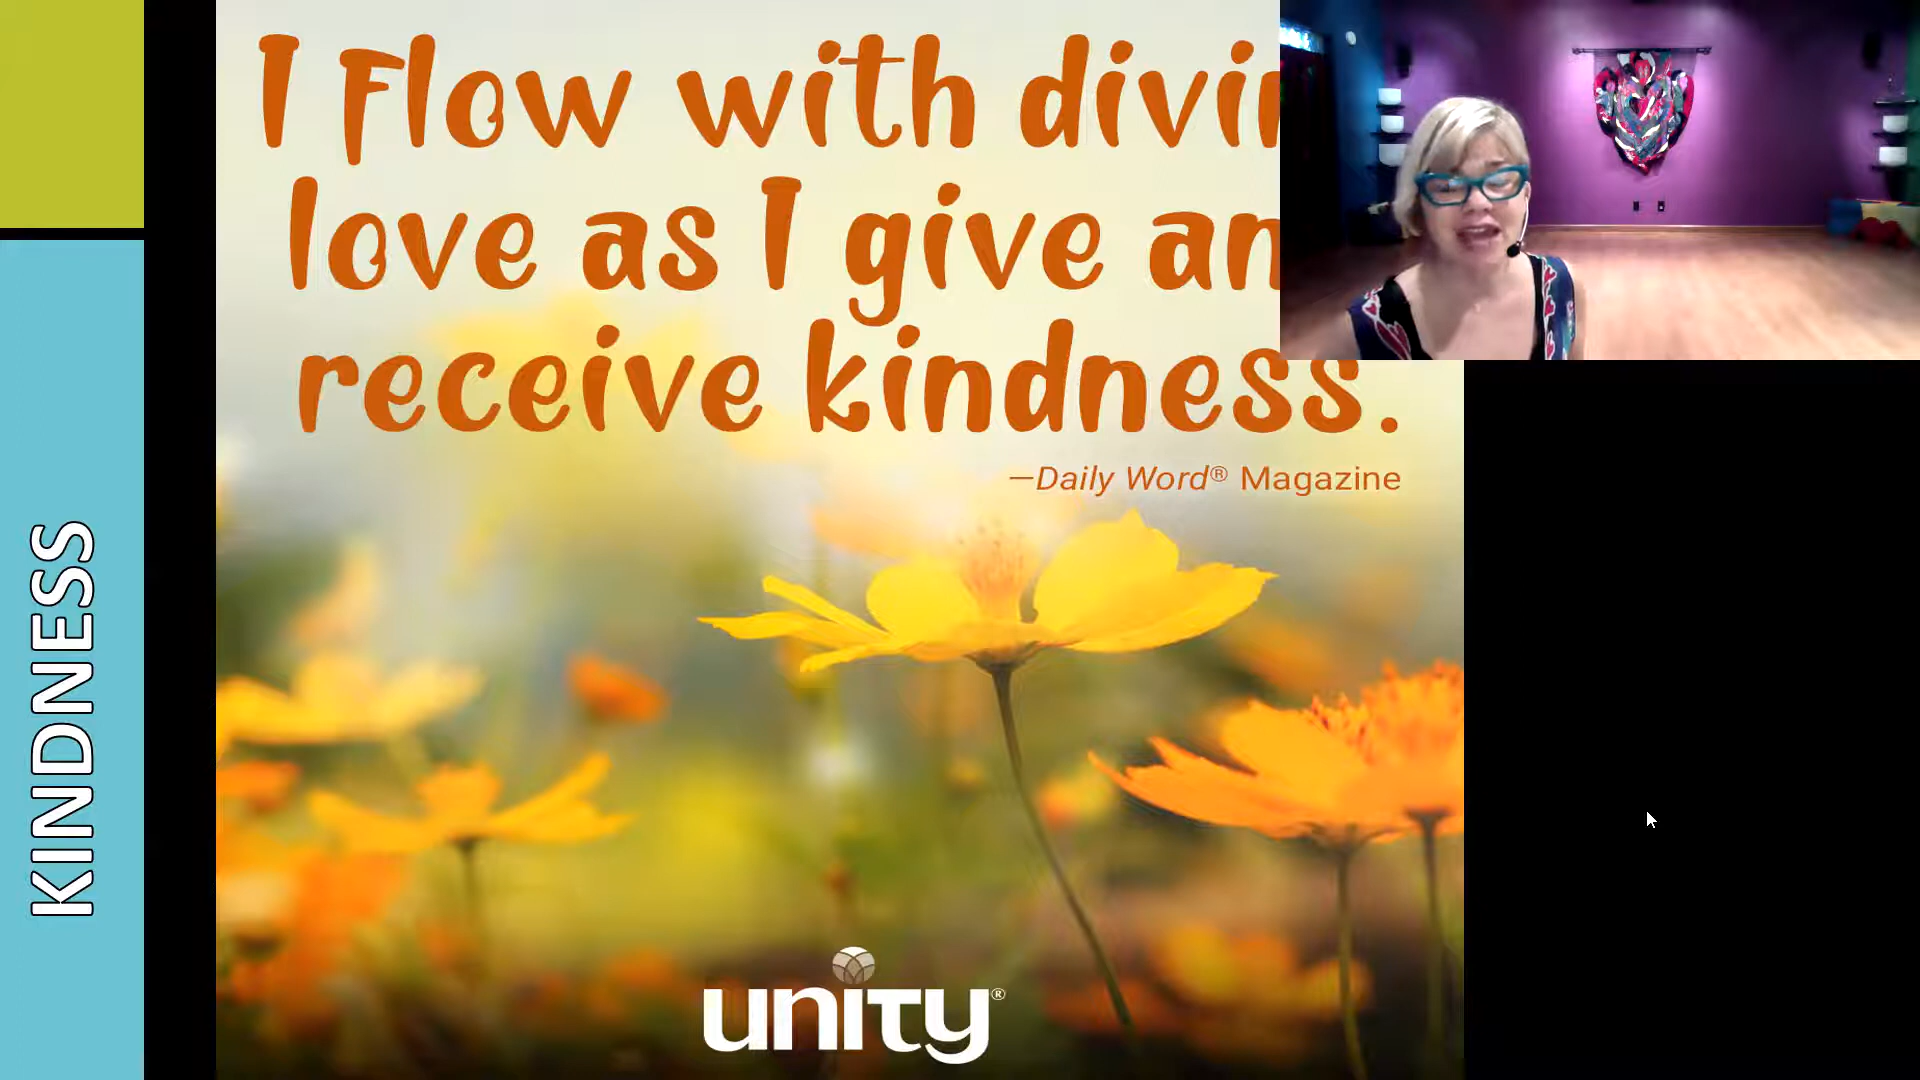 I Flow with divi
love as I give an
receive kindness.
—Daily Word® Magazine
KINDNESS
unity®